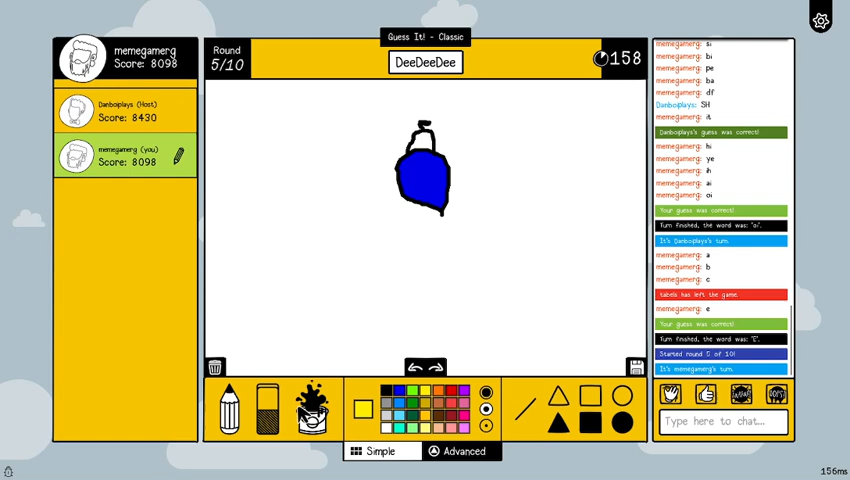 Guess It! - Classic
memegamerg
Score: 8098
Round
5/10
DeeDeeDee
158
Danboiplays (Host)
Score: 8430
memegamerg (you)
Score: 8098
memegamerg: si
memegamerg: bi
memegamerg: pe
memegamerg: ba
memegamerg: df
Danboiplays: SH
memegamerg: it
Danboiplays's guess was correct!
memegamerg: hi
memegamerg: ye
memegamerg: ih
memegamerg: ai
memegamerg: oi
Your guess was correct!
Turn finished, the word was: "oi".
It's Danboiplays's turn.
memegamerg: a
memegamerg: b
memegamerg: c
tabels has left the game.
memegamerg: e
Your guess was correct!
Turn finished, the word was: "E".
Started round 5 of 10!
It's memegamerg's turn.
Type here to chat...
Simple
Advanced
156ms